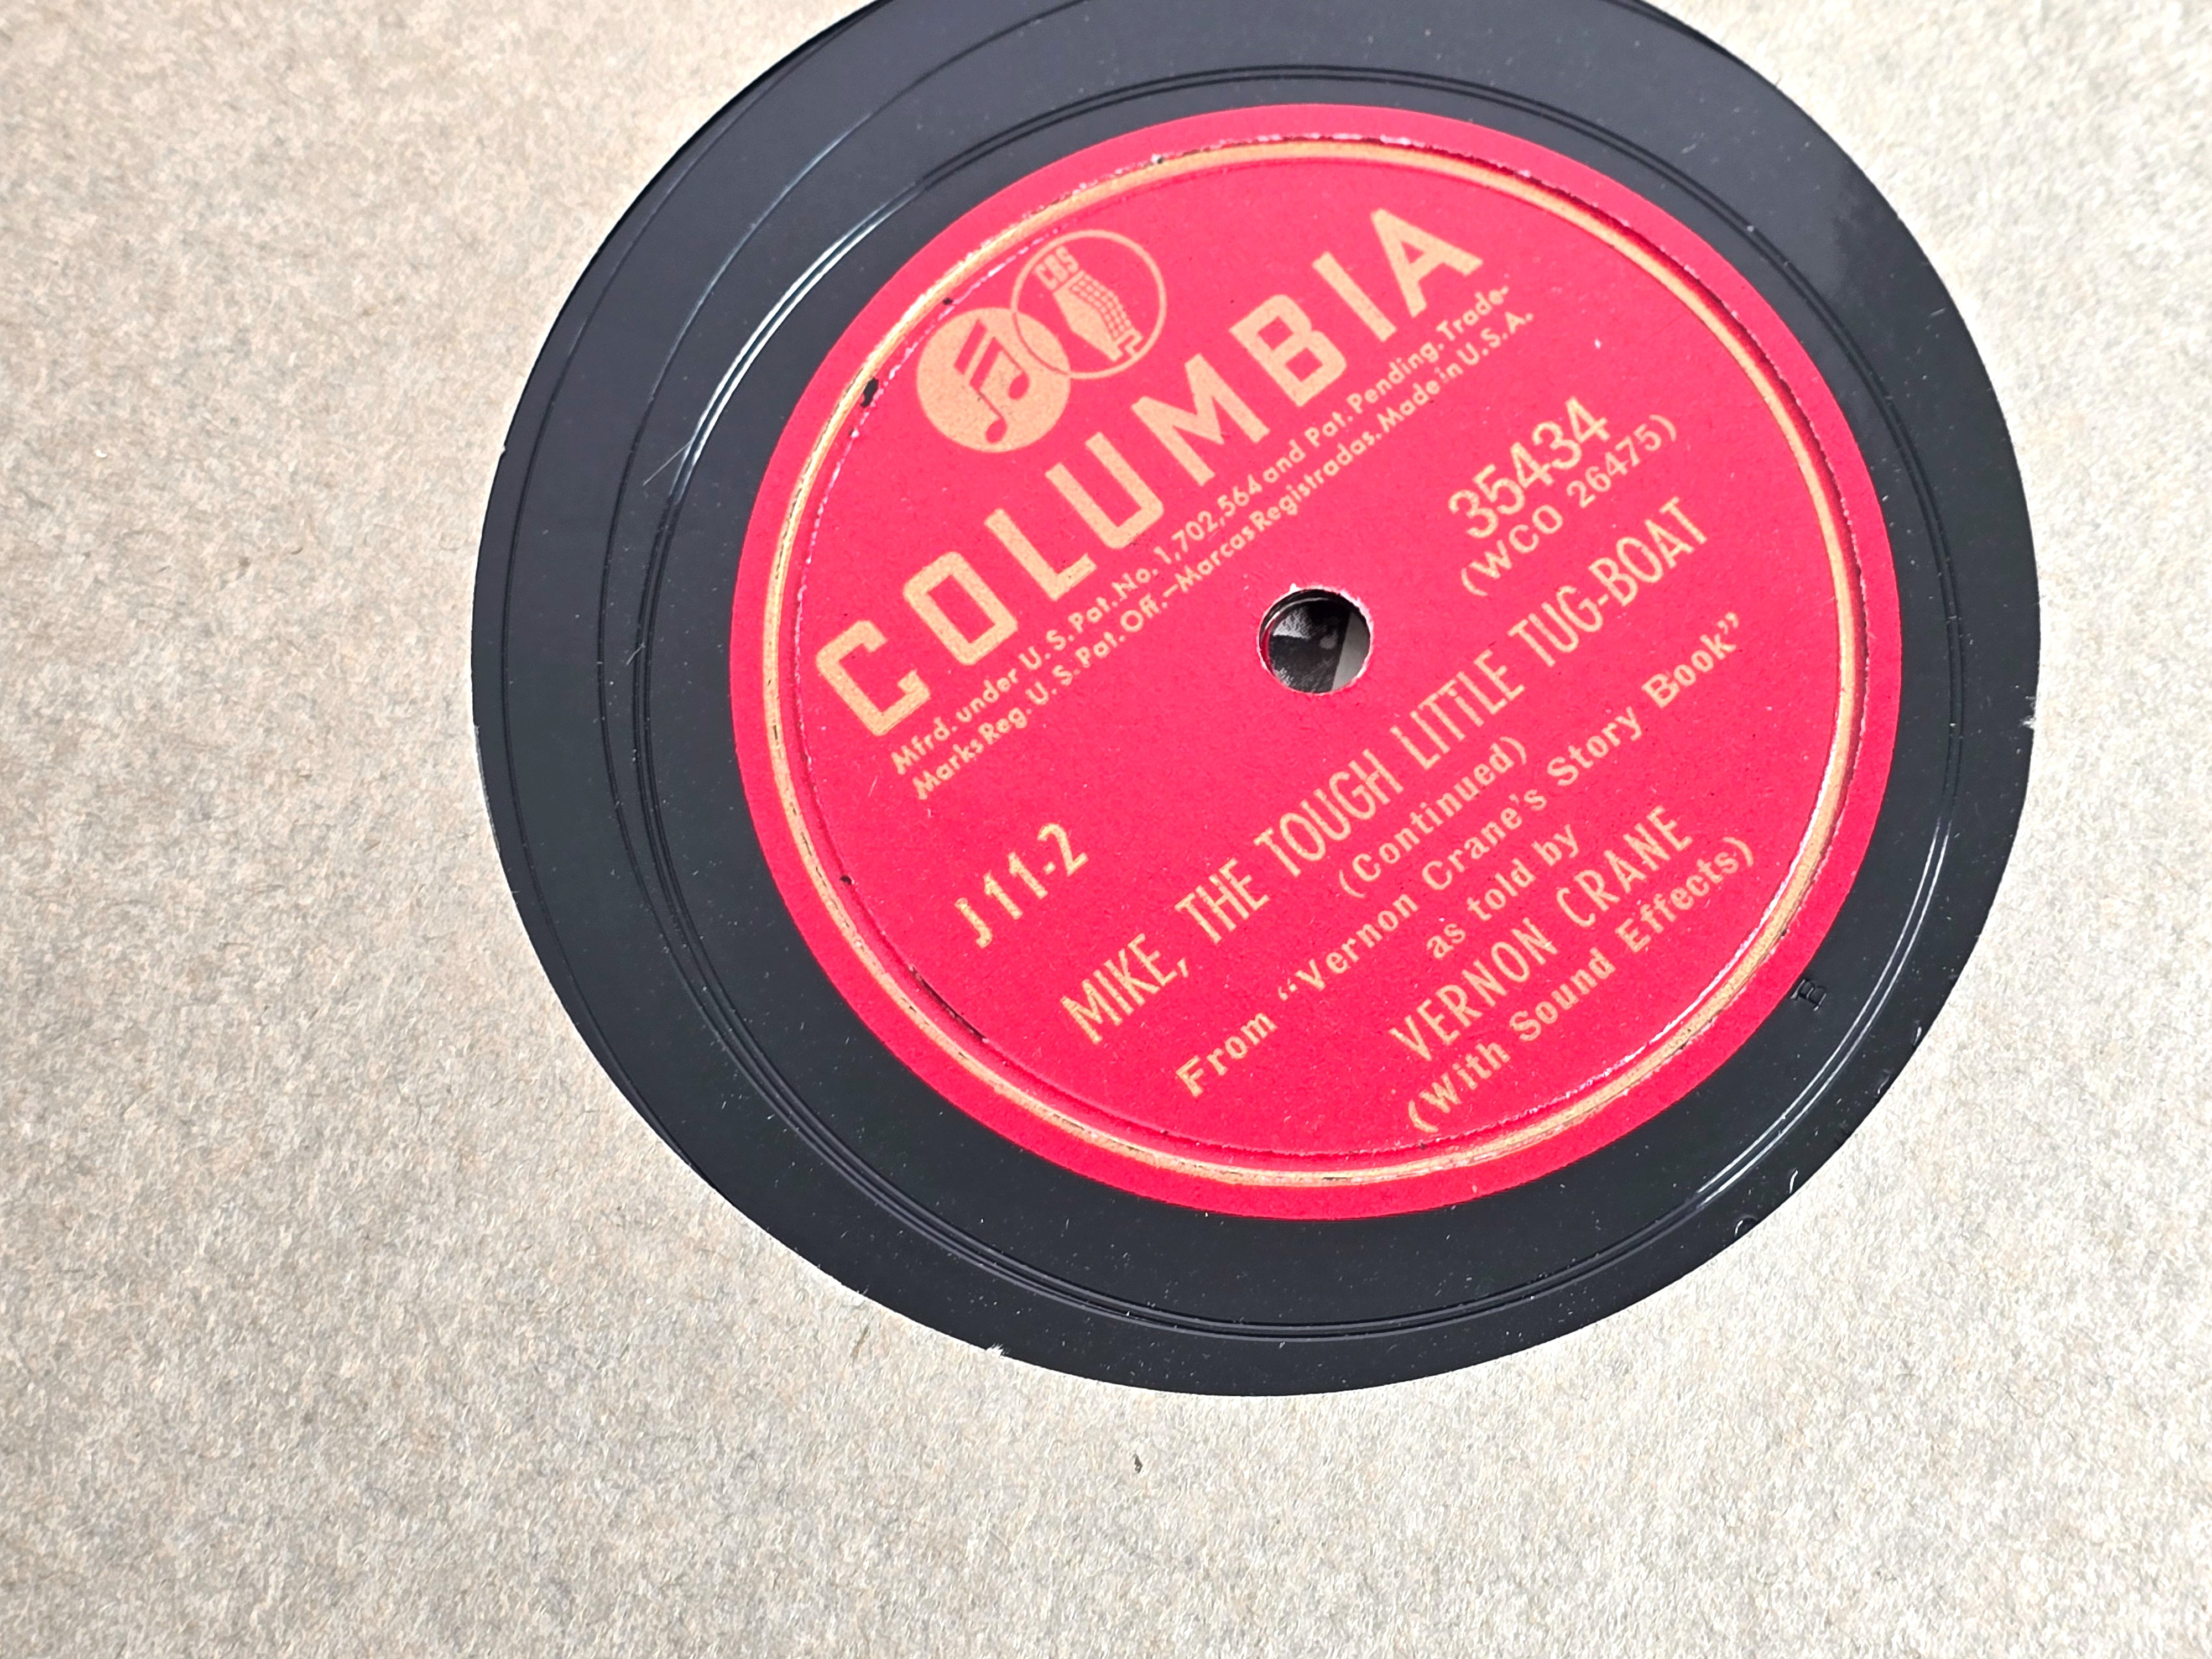 CBS
COLUMBIA
Mfrd. under U. S. Pat. No. 1,702,564 and Pat. Pending. Trade-
Marks Reg. U. S. Pat. Off.—Marcas Registradas. Made in U. S. A.
35434
(WCO 26475)
J 11-2
MIKE, THE TOUGH LITTLE TUG-BOAT
(Continued)
From “Vernon Crane's Story Book”
as told by
VERNON CRANE
(With Sound Effects)